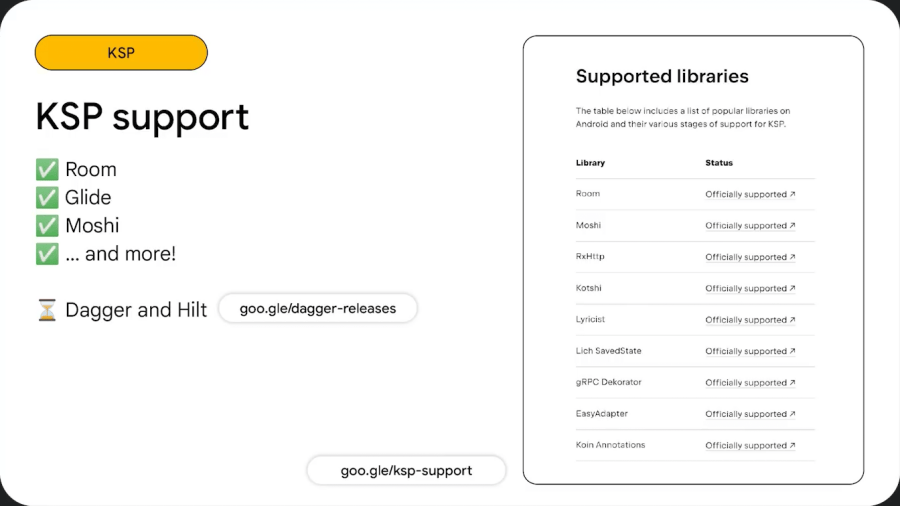 KSP
KSP support
✅ Room
✅ Glide
✅ Moshi
✅ ... and more!
⏳ Dagger and Hilt goo.gle/dagger-releases
goo.gle/ksp-support
Supported libraries
The table below includes a list of popular libraries on
Android and their various stages of support for KSP.
Library Status
Room Officially supported ↗
Moshi Officially supported ↗
RxHttp Officially supported ↗
Kotshi Officially supported ↗
Lyricist Officially supported ↗
Lich SavedState Officially supported ↗
gRPC Dekorator Officially supported ↗
EasyAdapter Officially supported ↗
Koin Annotations Officially supported ↗